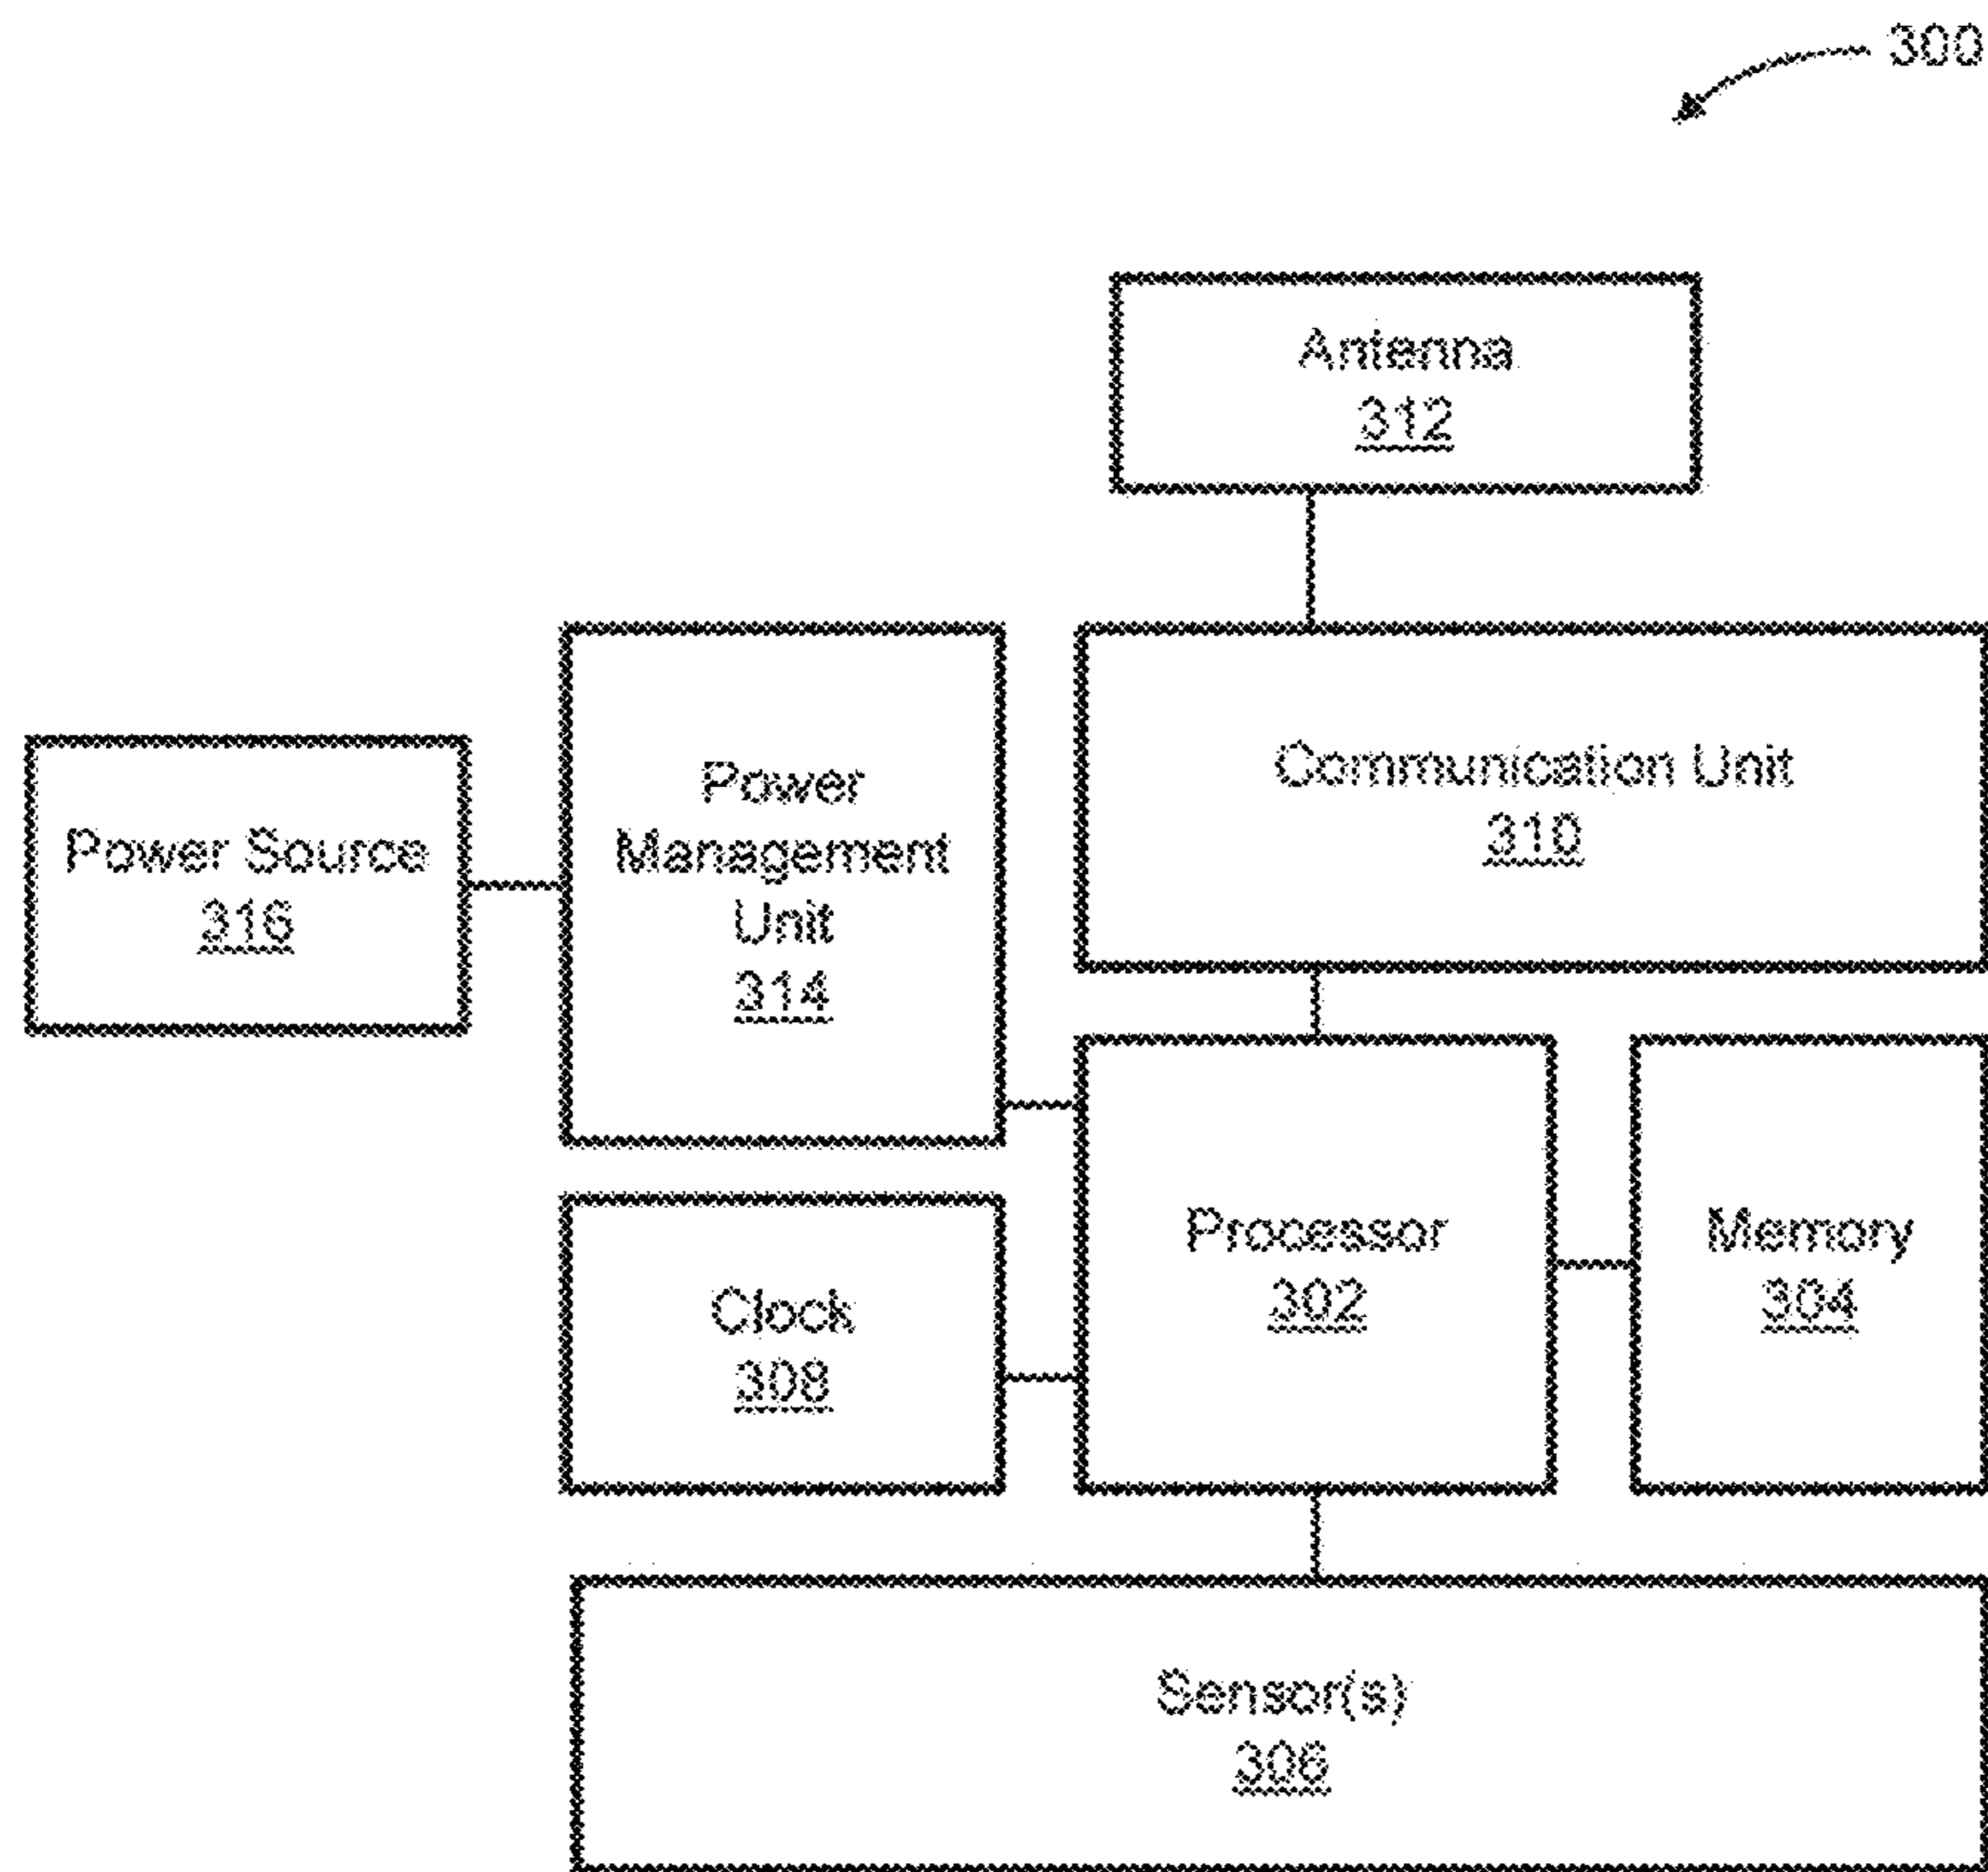 300
Antenna
312
Communication Unit
310
Power
Management
Unit
314
Power Source
316
Processor
302
Memory
304
Clock
308
Sensor(s)
306